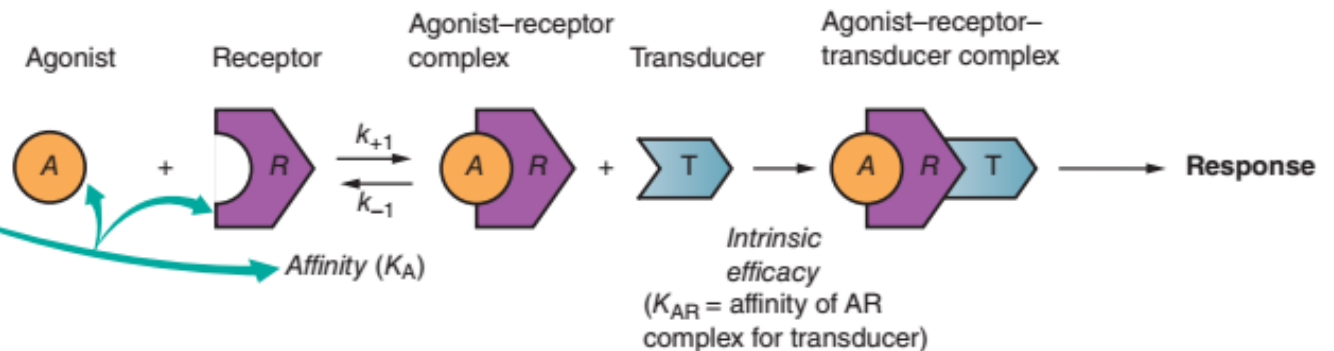 Agonist
Receptor
Agonist–receptor
complex
Transducer
Agonist–receptor–
transducer complex
A
+
R
k+1
k−1
A
R
+
T
A
R
T
Response
Affinity (KA)
Intrinsic
efficacy
(KAR = affinity of AR
complex for transducer)